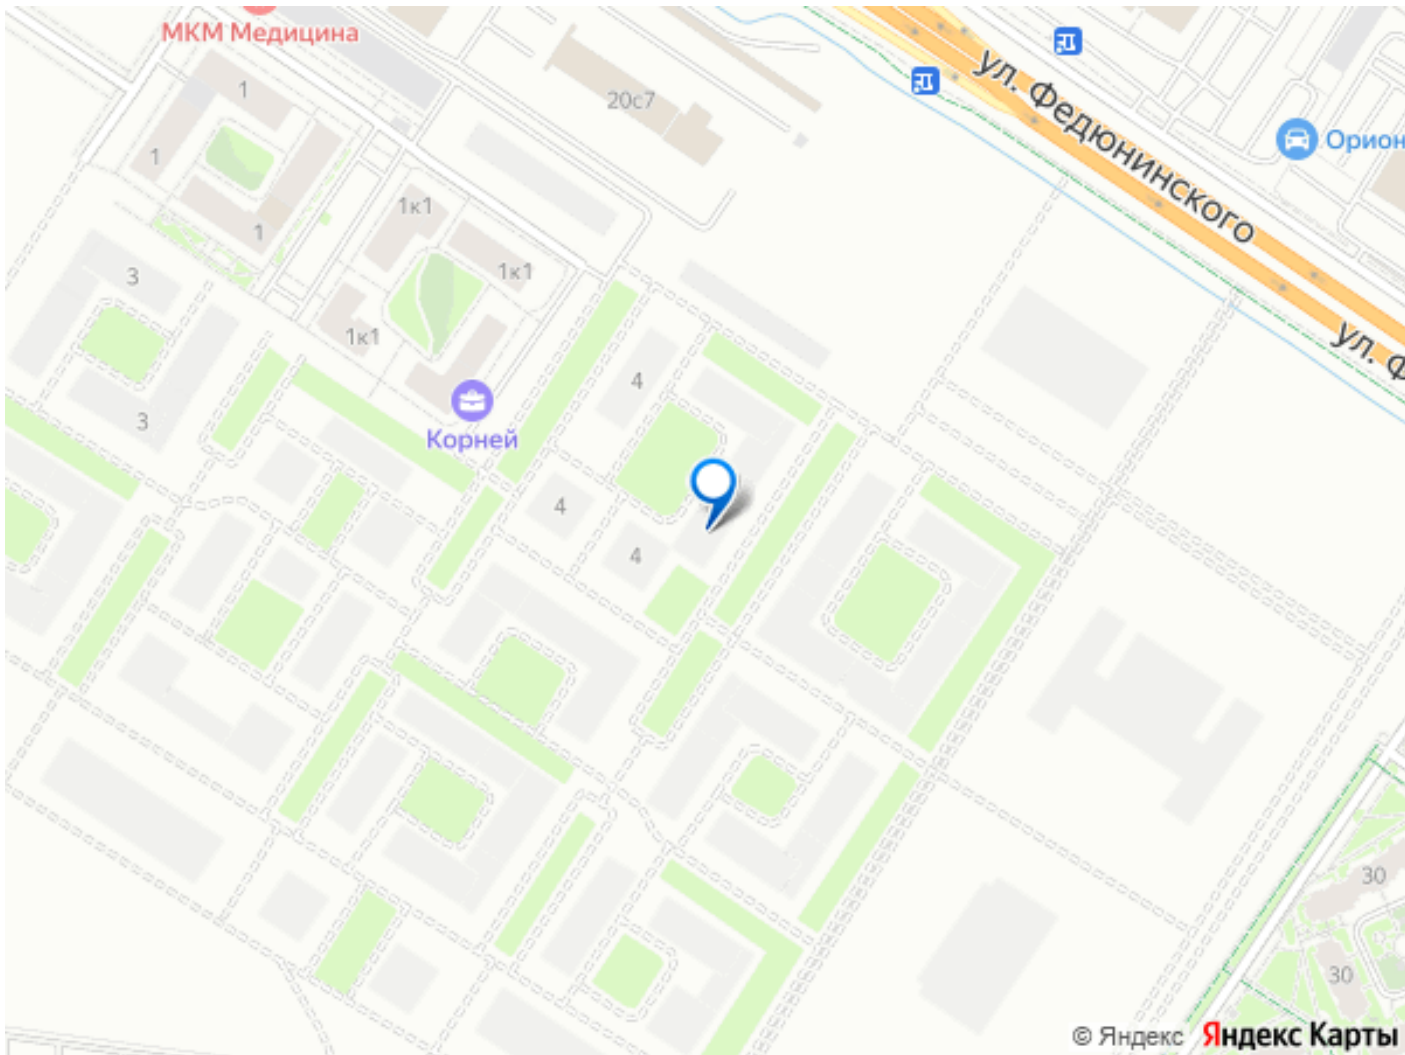 МКМ Медицина
1
20с7
ул. Федюнинского
Орион
1
1к1
1
1к1
3
1к1
ул. Ф
4
3
Корней
4
4
30
30
© Яндекс Яндекс Карты